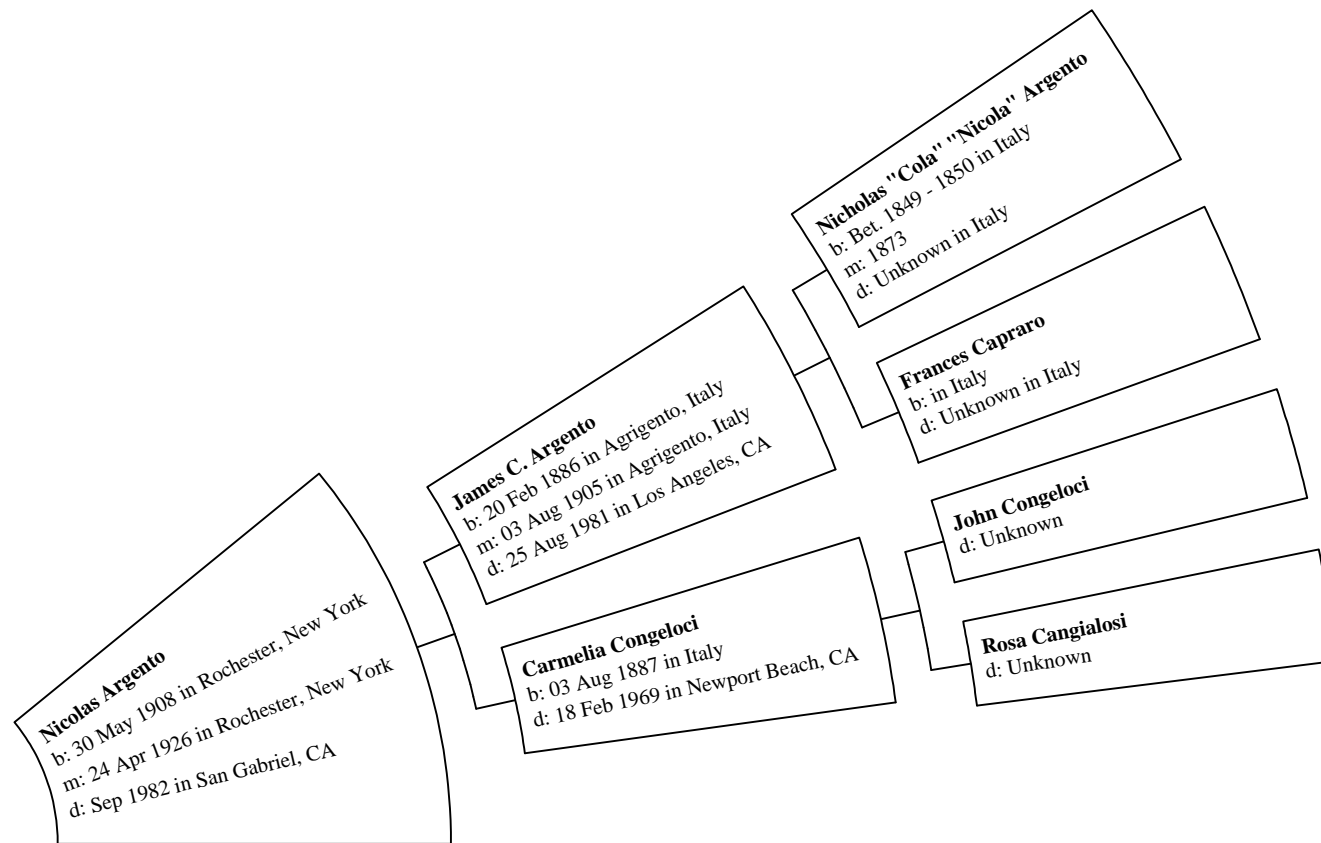 Nicholas "Cola" "Nicola" Argento
b: Bet. 1849 - 1850 in Italy
m: 1873
d: Unknown in Italy
Frances Capraro
b: in Italy
d: Unknown in Italy
James C. Argento
b: 20 Feb 1886 in Agrigento, Italy
m: 03 Aug 1905 in Agrigento, Italy
d: 25 Aug 1981 in Los Angeles, CA
John Congeloci
d: Unknown
Carmelia Congeloci
b: 03 Aug 1887 in Italy
d: 18 Feb 1969 in Newport Beach, CA
Rosa Cangialosi
d: Unknown
Nicolas Argento
b: 30 May 1908 in Rochester, New York
m: 24 Apr 1926 in Rochester, New York
d: Sep 1982 in San Gabriel, CA